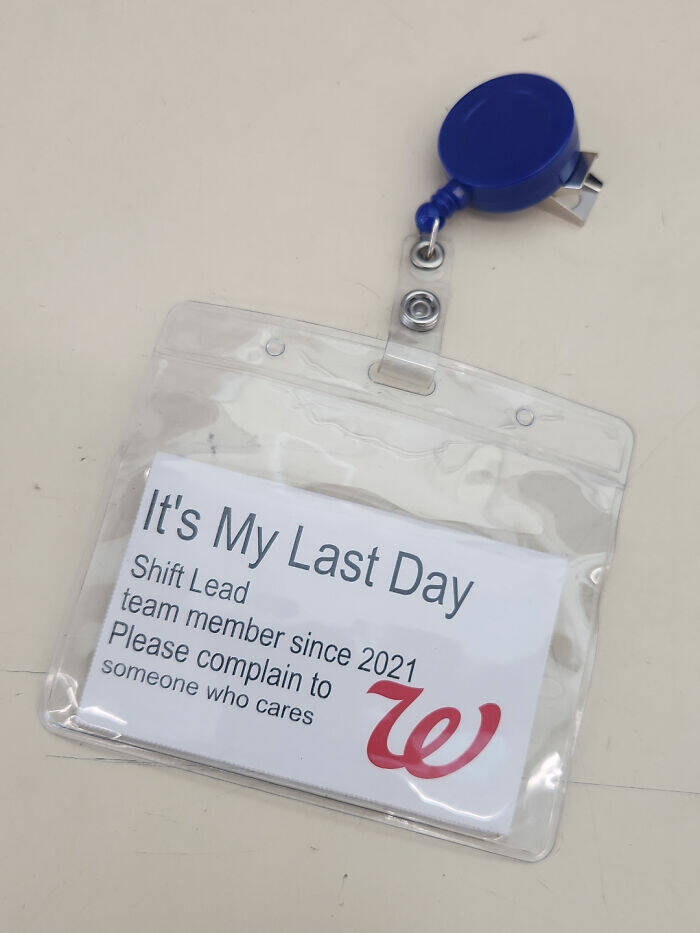 It's My Last Day
Shift Lead
team member since 2021
Please complain to
someone who cares
W